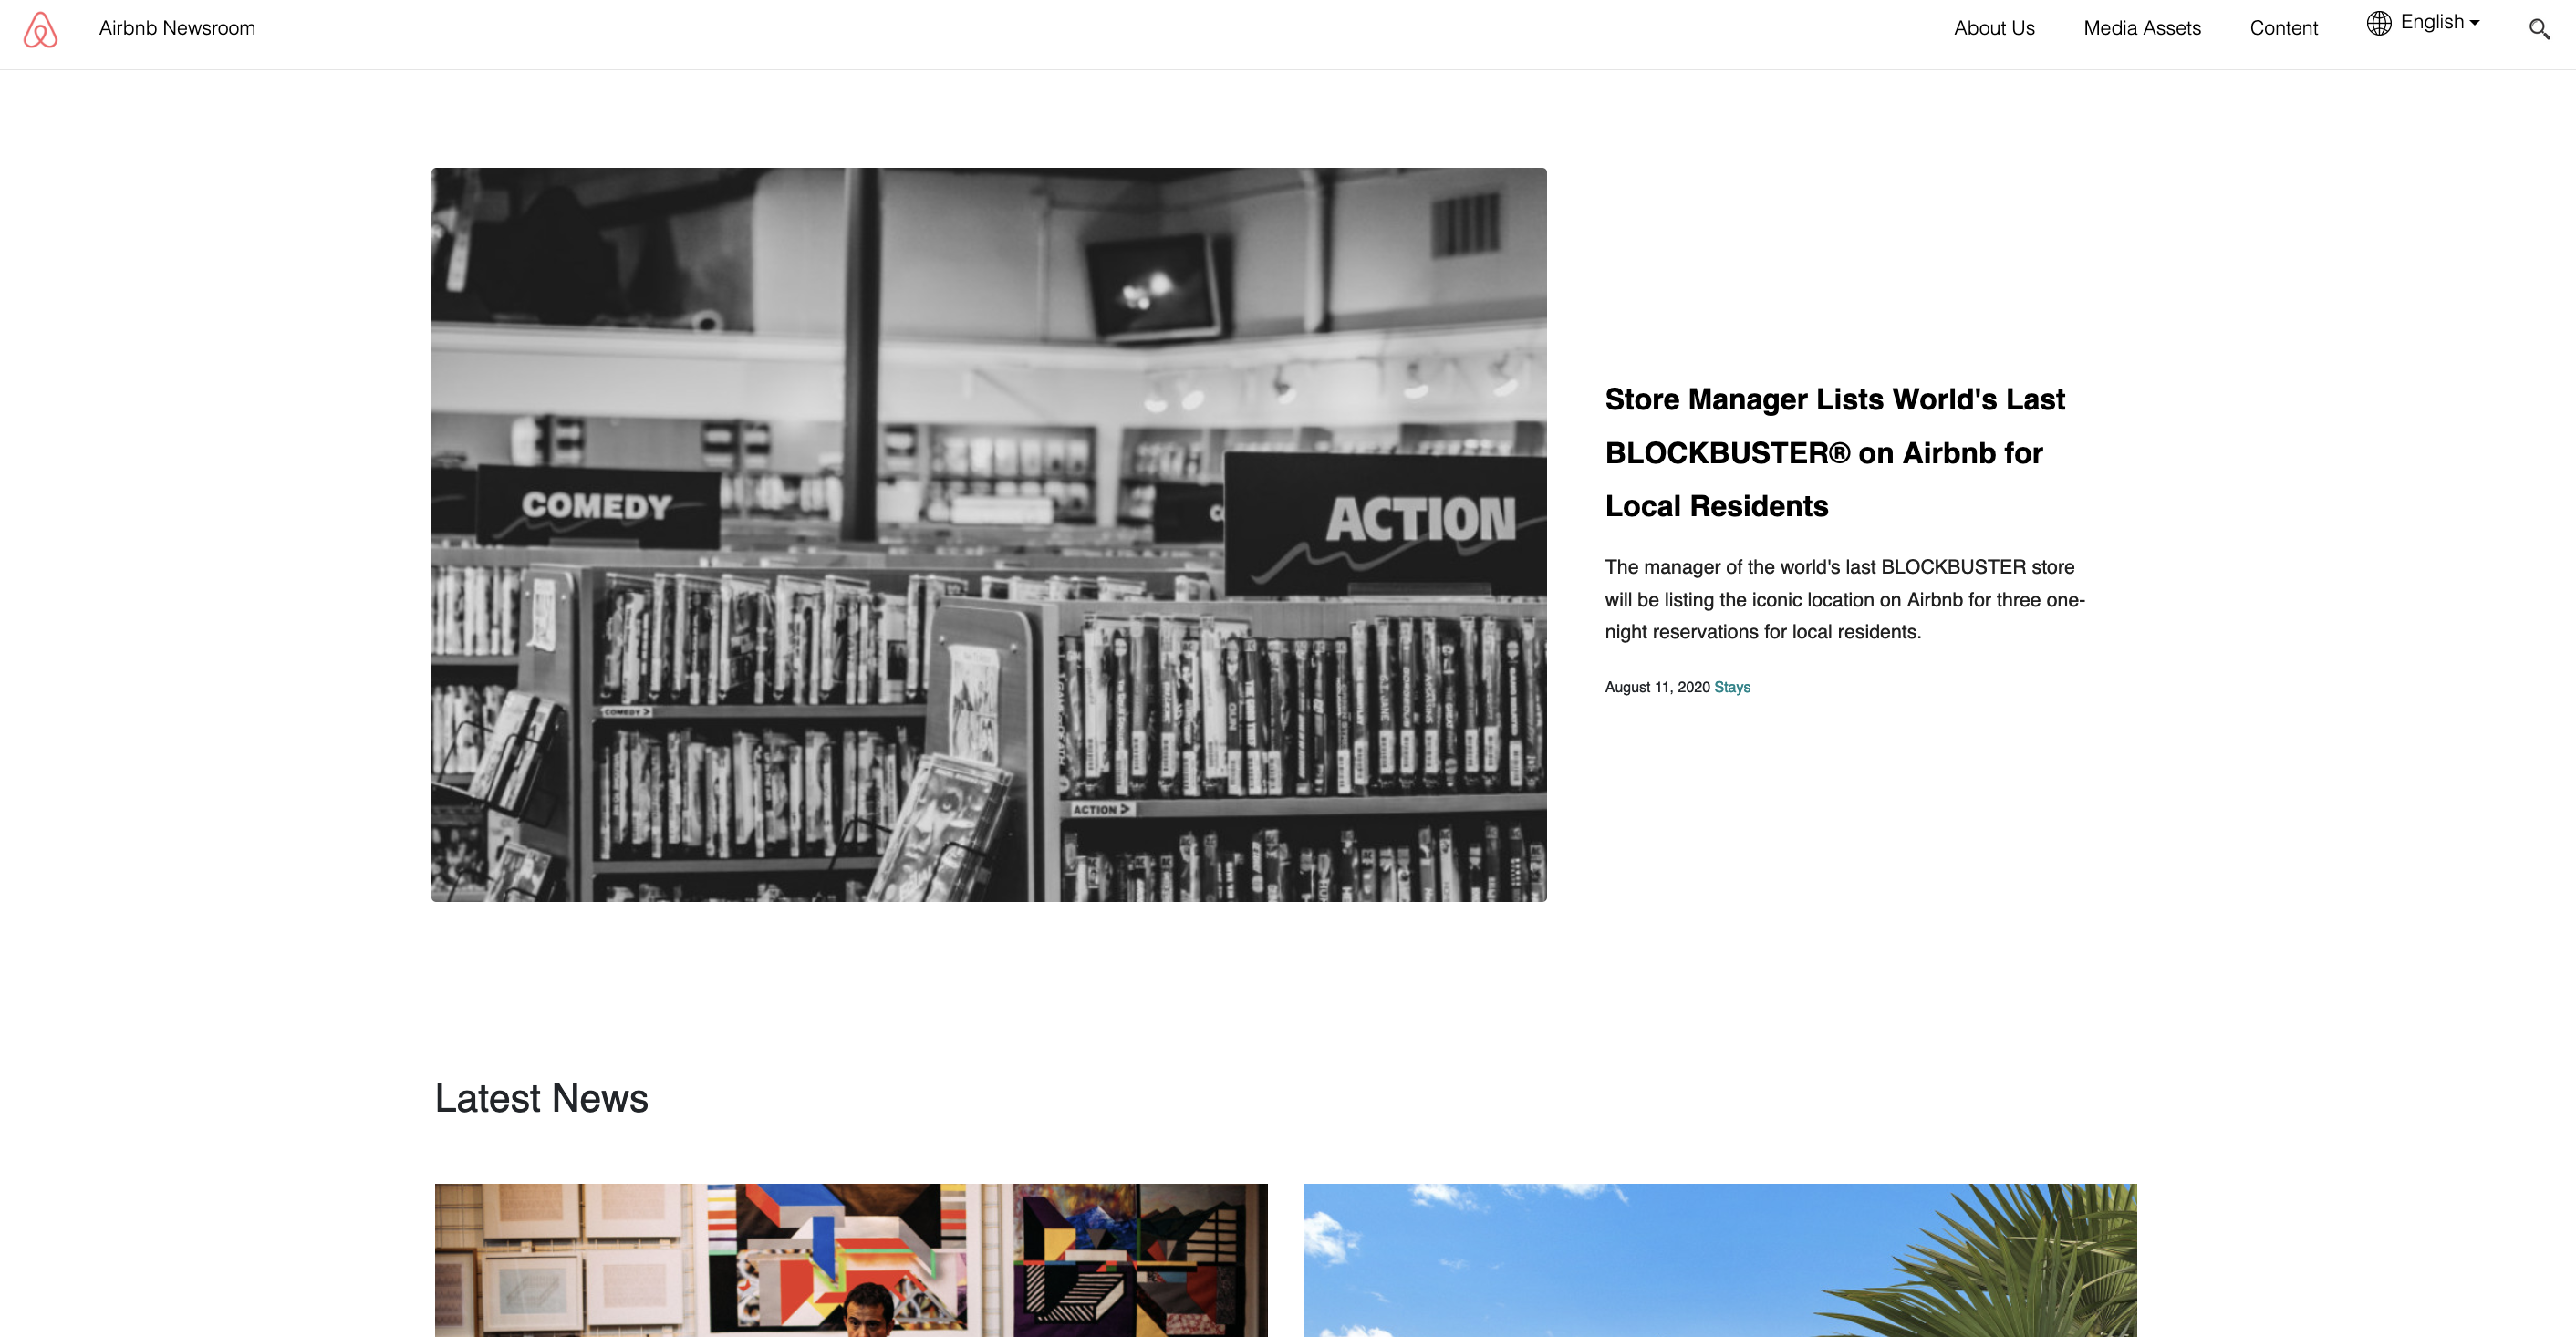 Airbnb Newsroom
About Us
Media Assets
Content
English
COMEDY
ACTION
COMEDY >
ACTION >
Store Manager Lists World's Last
BLOCKBUSTER® on Airbnb for
Local Residents
The manager of the world's last BLOCKBUSTER store
will be listing the iconic location on Airbnb for three one-
night reservations for local residents.
August 11, 2020 Stays
Latest News